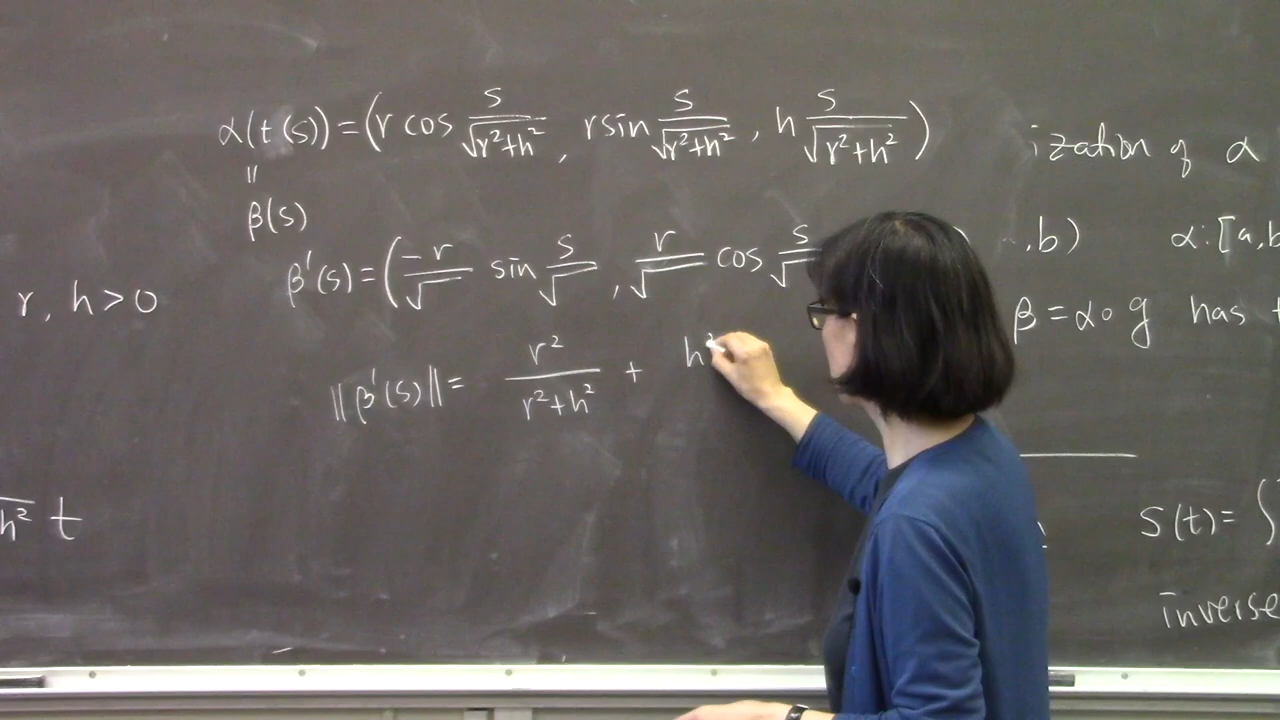 α(t(s)) = (r cos s/√(r²+h²), r sin s/√(r²+h²), h s/√(r²+h²))
||
β(s)
β'(s) = (-r/√ sin s/√, r/√ cos s/√
||β'(s)|| = r²/(r²+h²) + h²
r, h > 0
h² t
ization of α
,b) α: [a,b
β = α∘g has
S(t) = ∫
inverse